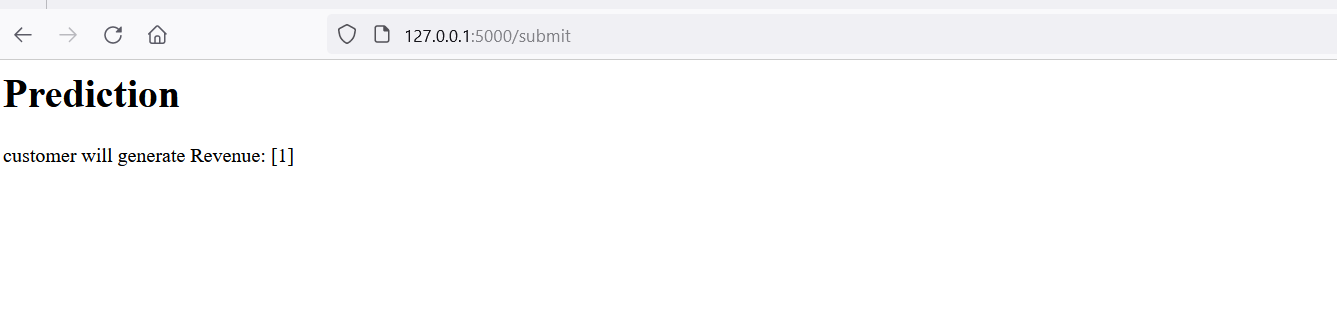 127.0.0.1:5000/submit
Prediction
customer will generate Revenue: [1]